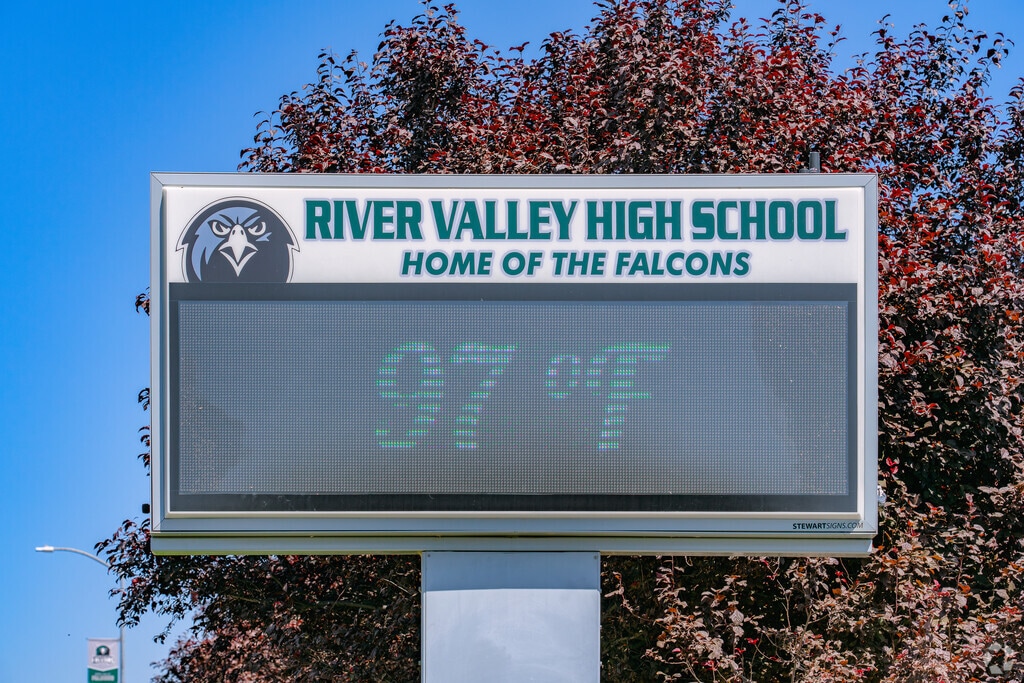 RIVER VALLEY HIGH SCHOOL
HOME OF THE FALCONS
97 °F
STEWARTSIGNS.COM